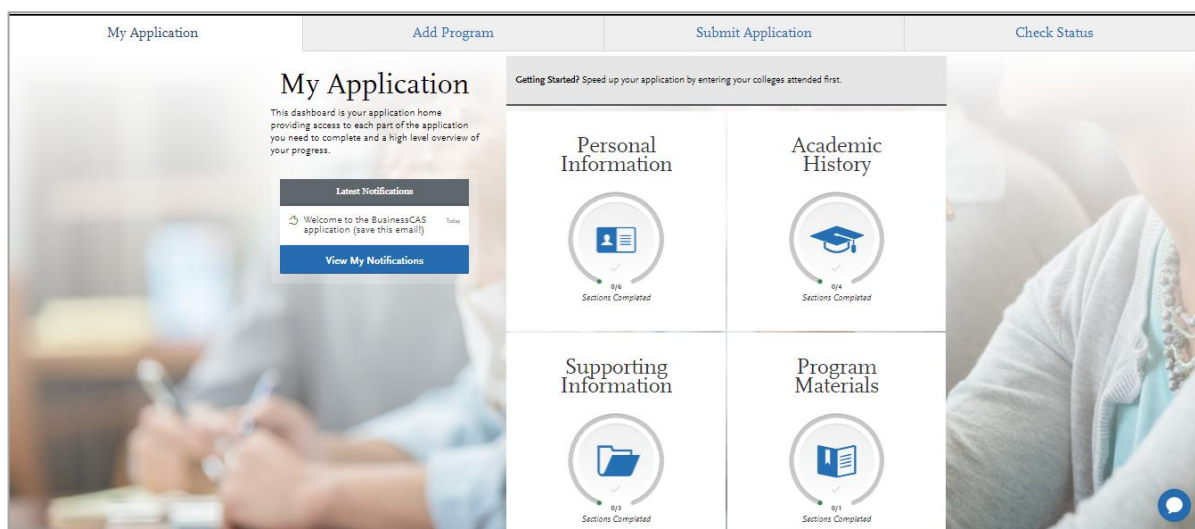 My Application
Add Program
Submit Application
Check Status
My Application
This dashboard is your application home
providing access to each part of the application
you need to complete and a high level overview of
your progress.
Latest Notifications
Welcome to the BusinessCAS
application (save this email!)
Today
View My Notifications
Getting Started? Speed up your application by entering your colleges attended first.
Personal
Information
0/6
Sections Completed
Academic
History
0/4
Sections Completed
Supporting
Information
0/3
Sections Completed
Program
Materials
0/1
Sections Completed